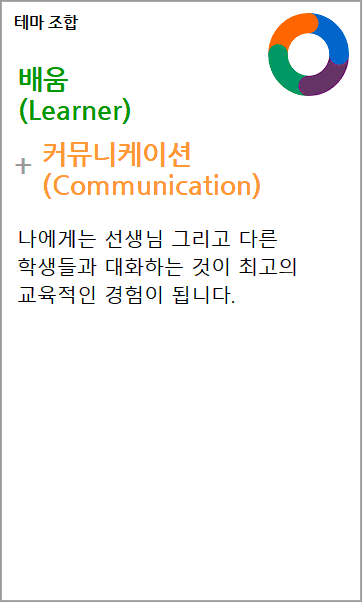 테마 조합
배움
(Learner)
+ 커뮤니케이션
(Communication)
나에게는 선생님 그리고 다른
학생들과 대화하는 것이 최고의
교육적인 경험이 됩니다.